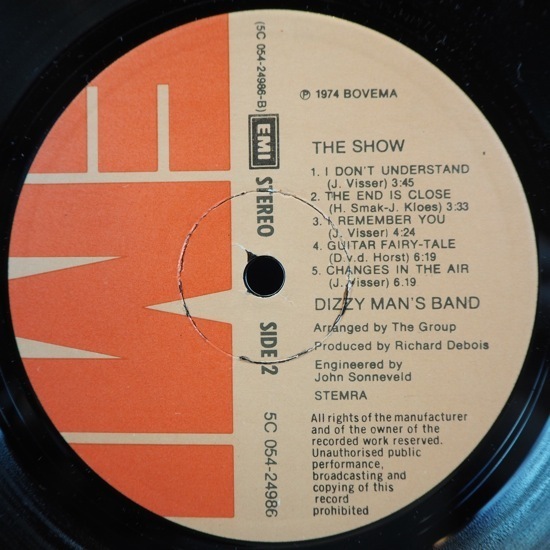 (5C 054-24986-B)
EMI
STEREO
SIDE 2
5C 054-24986
EMI
℗ 1974 BOVEMA
THE SHOW
1. I DON'T UNDERSTAND
(J. Visser) 3:45
2. THE END IS CLOSE
(H. Smak-J. Kloes) 3:33
3. I REMEMBER YOU
(J. Visser) 4:24
4. GUITAR FAIRY-TALE
(D.v.d. Horst) 6:19
5. CHANGES IN THE AIR
(J. Visser) 6.19
DIZZY MAN'S BAND
Arranged by The Group
Produced by Richard Debois
Engineered by
John Sonneveld
STEMRA
All rights of the manufacturer
and of the owner of the
recorded work reserved.
Unauthorised public
performance,
broadcasting and
copying of this
record
prohibited